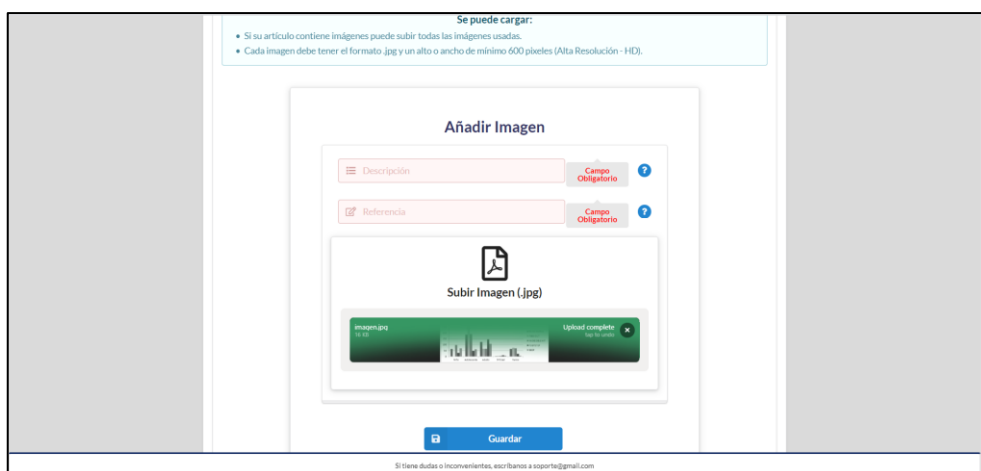 Se puede cargar:
Si su artículo contiene imágenes puede subir todas las imágenes usadas.
Cada imagen debe tener el formato .jpg y un alto o ancho de mínimo 600 píxeles (Alta Resolución - HD).
Añadir Imagen
Descripción
Campo
Obligatorio
Referencia
Campo
Obligatorio
Subir Imagen (.jpg)
imagen.jpg
Upload complete
16 KB
tap to undo
Guardar
Si tiene dudas o inconvenientes, escríbanos a soporte@gmail.com